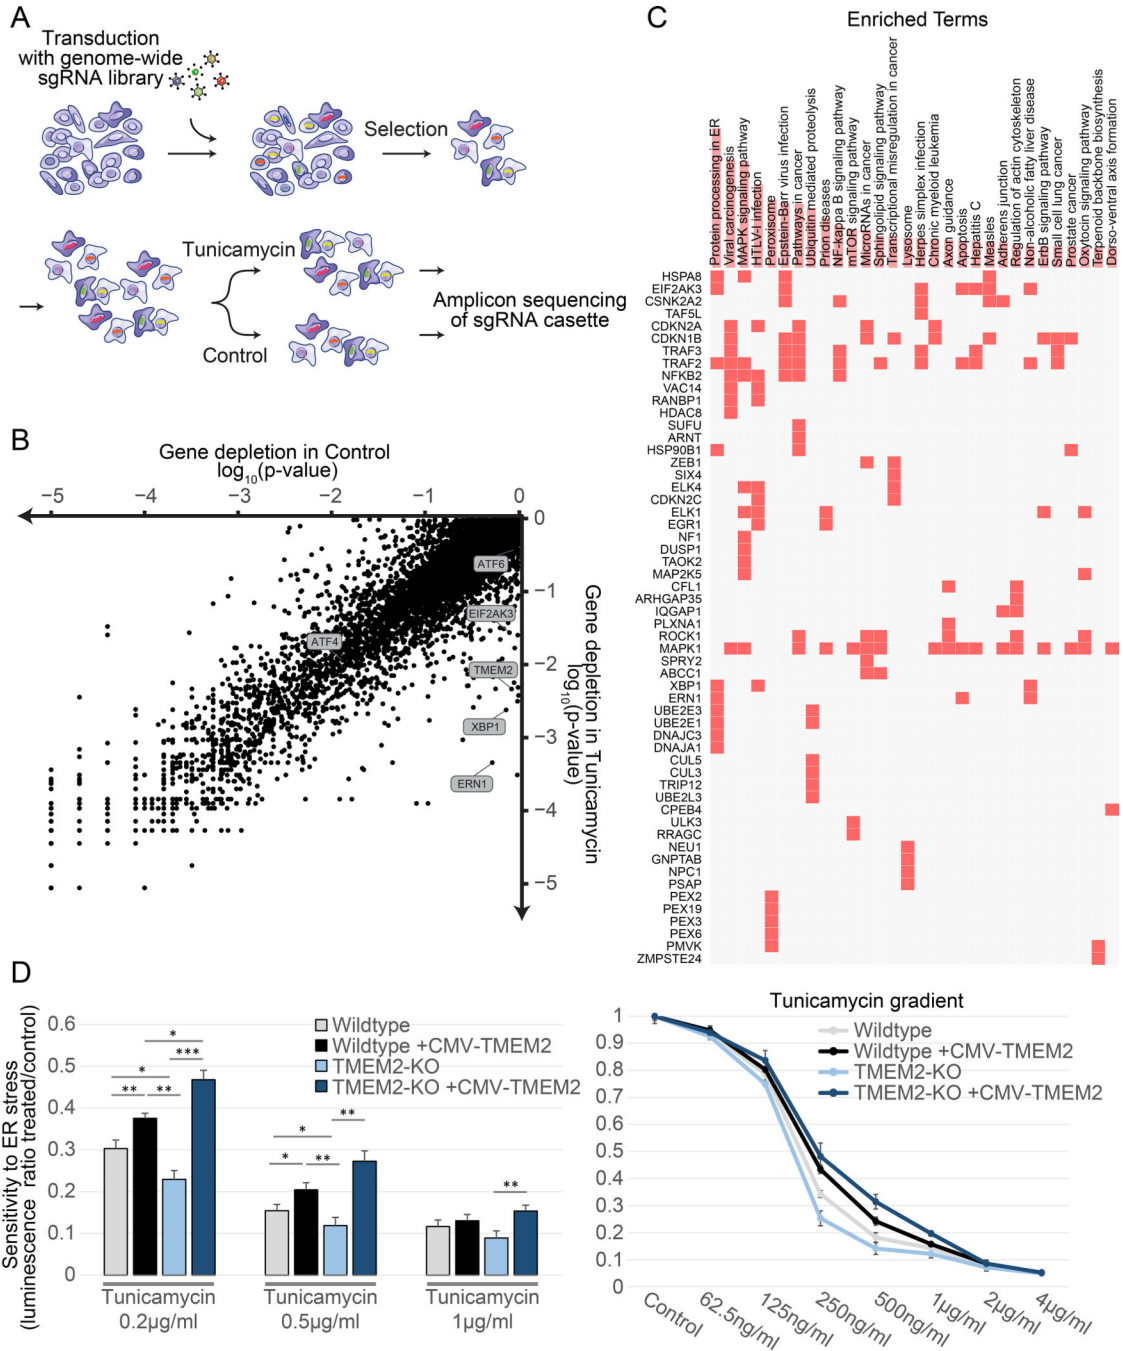 A
Transduction
with genome-wide
sgRNA library
Selection
Tunicamycin
Control
Amplicon sequencing
of sgRNA casette
B
Gene depletion in Control
log10(p-value)
−5
−4
−3
−2
−1
0
0
−1
−2
−3
−4
−5
Gene depletion in Tunicamycin
log10(p-value)
ATF6
EIF2AK3
ATF4
TMEM2
XBP1
ERN1
C
Enriched Terms
Protein processing in ER
Viral carcinogenesis
MAPK signaling pathway
HTLV-I infection
Peroxisome
Epstein-Barr virus infection
Pathways in cancer
Ubiquitin mediated proteolysis
Prion diseases
NF-kappa B signaling pathway
mTOR signaling pathway
MicroRNAs in cancer
Sphingolipid signaling pathway
Transcriptional misregulation in cancer
Lysosome
Herpes simplex infection
Chronic myeloid leukemia
Axon guidance
Apoptosis
Hepatitis C
Measles
Adherens junction
Regulation of actin cytoskeleton
Non-alcoholic fatty liver disease
ErbB signaling pathway
Small cell lung cancer
Prostate cancer
Oxytocin signaling pathway
Terpenoid backbone biosynthesis
Dorso-ventral axis formation
HSPA8
EIF2AK3
CSNK2A2
TAF5L
CDKN2A
CDKN1B
TRAF3
TRAF2
NFKB2
VAC14
RANBP1
HDAC8
SUFU
ARNT
HSP90B1
ZEB1
SIX4
ELK4
CDKN2C
ELK1
EGR1
NF1
DUSP1
TAOK2
MAP2K5
CFL1
ARHGAP35
IQGAP1
PLXNA1
ROCK1
MAPK1
SPRY2
ABCC1
XBP1
ERN1
UBE2E3
UBE2E1
DNAJC3
DNAJA1
CUL5
CUL3
TRIP12
UBE2L3
CPEB4
ULK3
RRAGC
NEU1
GNPTAB
NPC1
PSAP
PEX2
PEX19
PEX3
PEX6
PMVK
ZMPSTE24
D
Sensitivity to ER stress
(luminescence ratio treated/control)
0.6
0.5
0.4
0.3
0.2
0.1
0
Wildtype
Wildtype +CMV-TMEM2
TMEM2-KO
TMEM2-KO +CMV-TMEM2
*
***
*
** **
**
*
* **
**
Tunicamycin
0.2µg/ml
Tunicamycin
0.5µg/ml
Tunicamycin
1µg/ml
Tunicamycin gradient
1
0.9
0.8
0.7
0.6
0.5
0.4
0.3
0.2
0.1
0
Wildtype
Wildtype +CMV-TMEM2
TMEM2-KO
TMEM2-KO +CMV-TMEM2
Control
62.5ng/ml
125ng/ml
250ng/ml
500ng/ml
1µg/ml
2µg/ml
4µg/ml